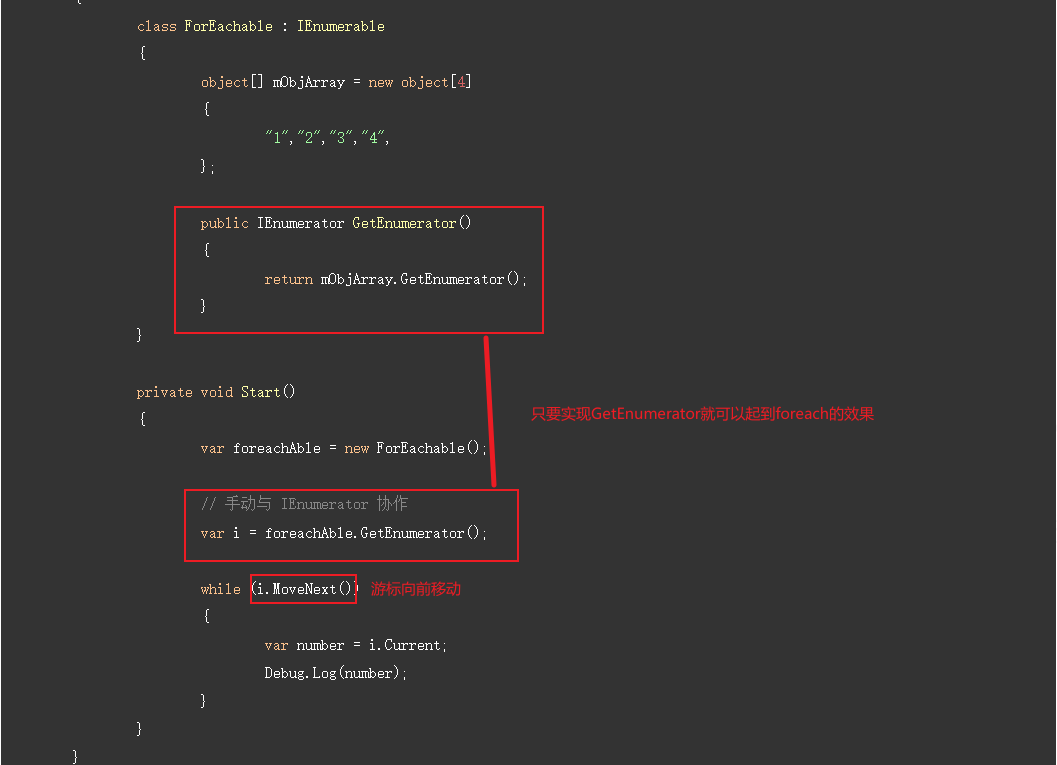 {
class ForEachable : IEnumerable
{
object[] mObjArray = new object[4]
{
"1","2","3","4",
};
public IEnumerator GetEnumerator()
{
return mObjArray.GetEnumerator();
}
}
private void Start()
{
var foreachAble = new ForEachable();
只要实现GetEnumerator就可以起到foreach的效果
// 手动与 IEnumerator 协作
var i = foreachAble.GetEnumerator();
while (i.MoveNext()) 游标向前移动
{
var number = i.Current;
Debug.Log(number);
}
}
}